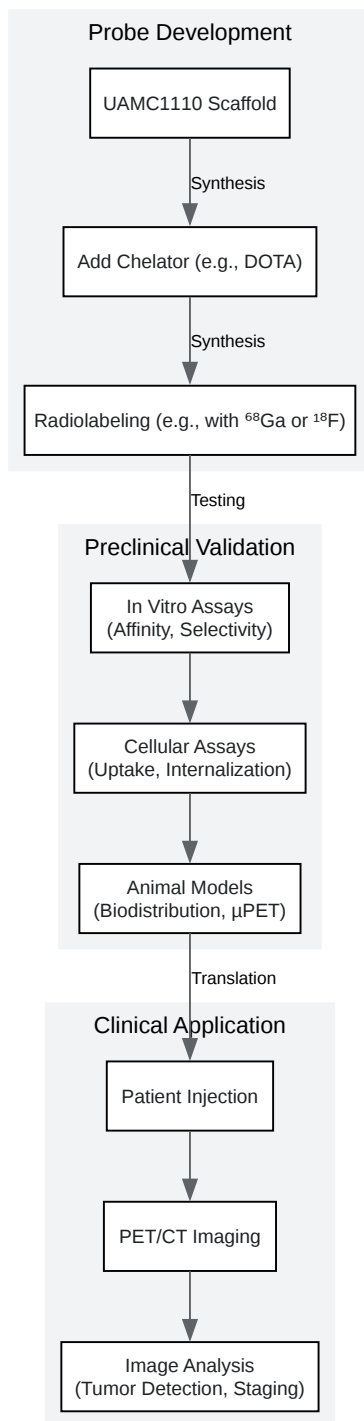 Probe Development
UAMC1110 Scaffold
Synthesis
Add Chelator (e.g., DOTA)
Synthesis
Radiolabeling (e.g., with ⁶⁸Ga or ¹⁸F)
Testing
Preclinical Validation
In Vitro Assays
(Affinity, Selectivity)
Cellular Assays
(Uptake, Internalization)
Animal Models
(Biodistribution, µPET)
Translation
Clinical Application
Patient Injection
PET/CT Imaging
Image Analysis
(Tumor Detection, Staging)